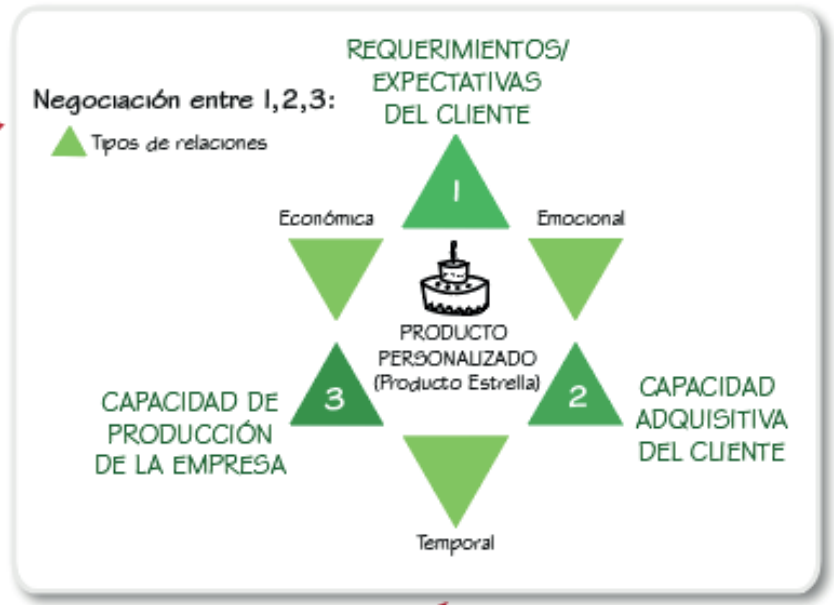 REQUERIMIENTOS/
EXPECTATIVAS
DEL CLIENTE
Negociación entre 1,2,3:
Tipos de relaciones
1
Económica
Emocional
PRODUCTO
PERSONALIZADO
(Producto Estrella)
3
2
CAPACIDAD DE
PRODUCCIÓN
DE LA EMPRESA
CAPACIDAD
ADQUISITIVA
DEL CLIENTE
Temporal